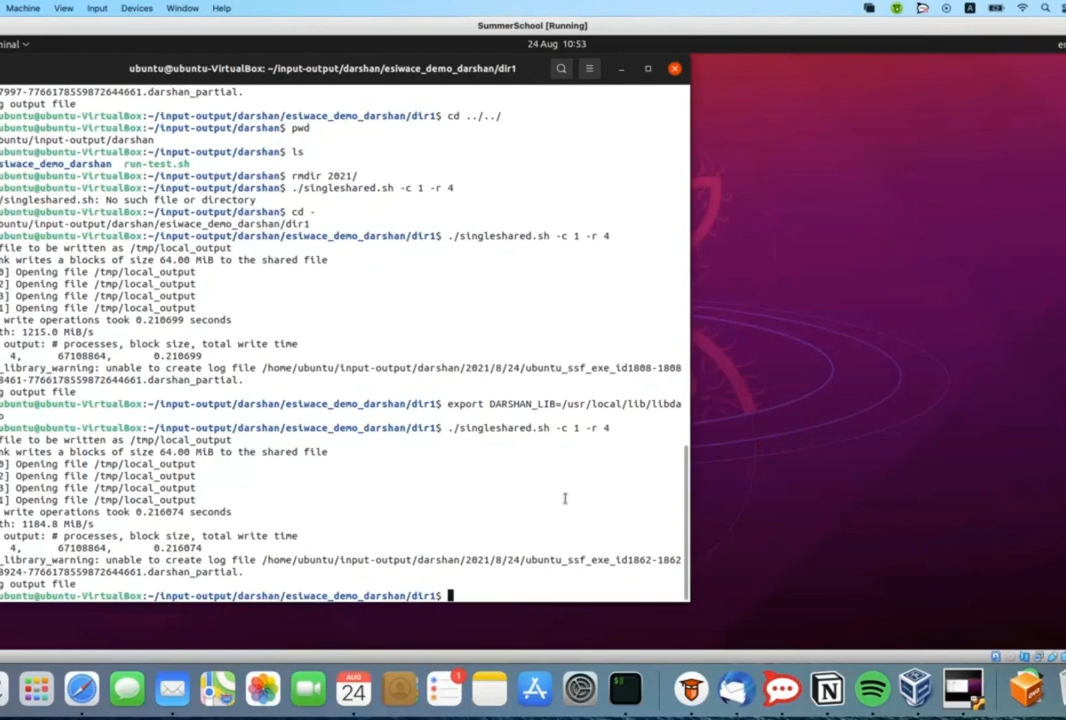 Machine View Input Devices Window Help
SummerSchool [Running]
minal 24 Aug 10:53 en
ubuntu@ubuntu-VirtualBox: ~/input-output/darshan/esiwace_demo_darshan/dir1
7997-7766178559872644661.darshan_partial.
g output file
ubuntu@ubuntu-VirtualBox:~/input-output/darshan/esiwace_demo_darshan/dir1$ cd ../../
ubuntu@ubuntu-VirtualBox:~/input-output/darshan$ pwd
buntu/input-output/darshan
ubuntu@ubuntu-VirtualBox:~/input-output/darshan$ ls
siwace_demo_darshan run-test.sh
ubuntu@ubuntu-VirtualBox:~/input-output/darshan$ rmdir 2021/
ubuntu@ubuntu-VirtualBox:~/input-output/darshan$ ./singleshared.sh -c 1 -r 4
/singleshared.sh: No such file or directory
ubuntu@ubuntu-VirtualBox:~/input-output/darshan$ cd -
buntu/input-output/darshan/esiwace_demo_darshan/dir1
ubuntu@ubuntu-VirtualBox:~/input-output/darshan/esiwace_demo_darshan/dir1$ ./singleshared.sh -c 1 -r 4
file to be written as /tmp/local_output
nk writes a blocks of size 64.00 MiB to the shared file
0] Opening file /tmp/local_output
2] Opening file /tmp/local_output
3] Opening file /tmp/local_output
1] Opening file /tmp/local_output
write operations took 0.210699 seconds
th: 1215.0 MiB/s
output: # processes, block size, total write time
4, 67108864, 0.210699
_library_warning: unable to create log file /home/ubuntu/input-output/darshan/2021/8/24/ubuntu_ssf_exe_id1808-1808
8461-7766178559872644661.darshan_partial.
g output file
ubuntu@ubuntu-VirtualBox:~/input-output/darshan/esiwace_demo_darshan/dir1$ export DARSHAN_LIB=/usr/local/lib/libda
o
ubuntu@ubuntu-VirtualBox:~/input-output/darshan/esiwace_demo_darshan/dir1$ ./singleshared.sh -c 1 -r 4
file to be written as /tmp/local_output
nk writes a blocks of size 64.00 MiB to the shared file
0] Opening file /tmp/local_output
2] Opening file /tmp/local_output
3] Opening file /tmp/local_output
1] Opening file /tmp/local_output
write operations took 0.216074 seconds
th: 1184.8 MiB/s
output: # processes, block size, total write time
4, 67108864, 0.216074
_library_warning: unable to create log file /home/ubuntu/input-output/darshan/2021/8/24/ubuntu_ssf_exe_id1862-1862
8924-7766178559872644661.darshan_partial.
g output file
ubuntu@ubuntu-VirtualBox:~/input-output/darshan/esiwace_demo_darshan/dir1$
AUG
24
1